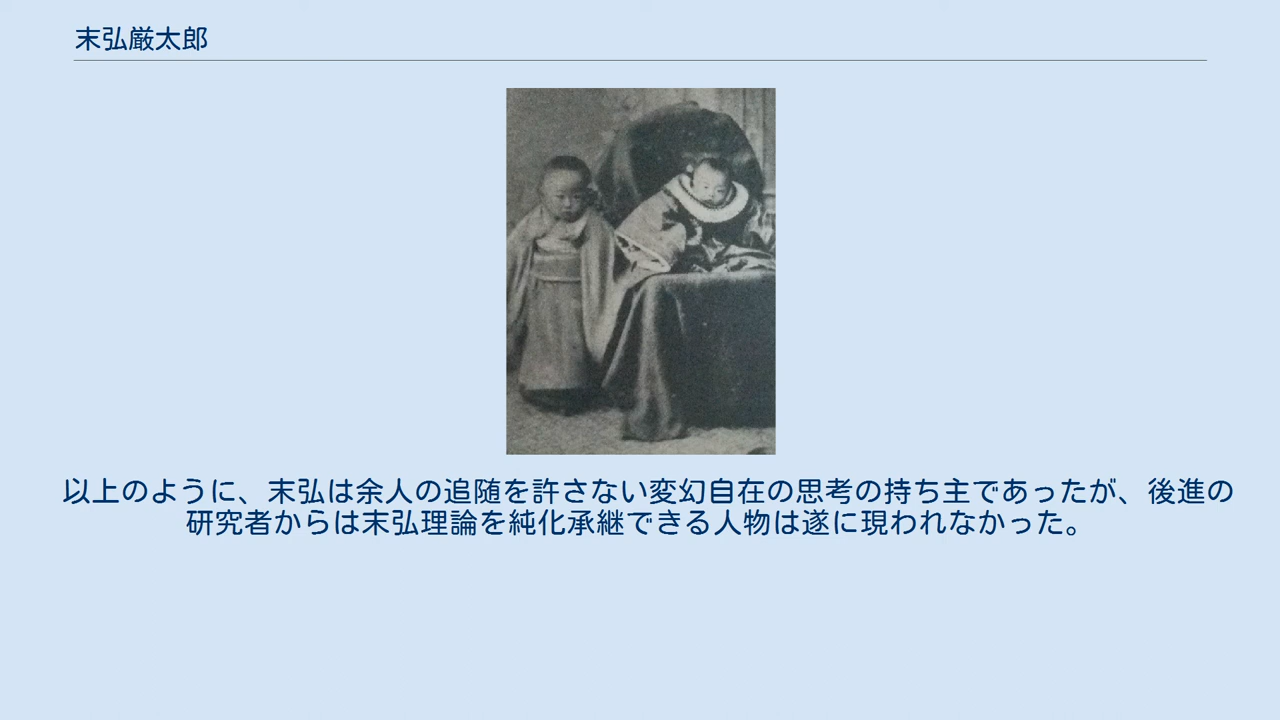 末弘厳太郎
以上のように、末弘は余人の追随を許さない変幻自在の思考の持ち主であったが、後進の
研究者からは末弘理論を純化承継できる人物は遂に現われなかった。